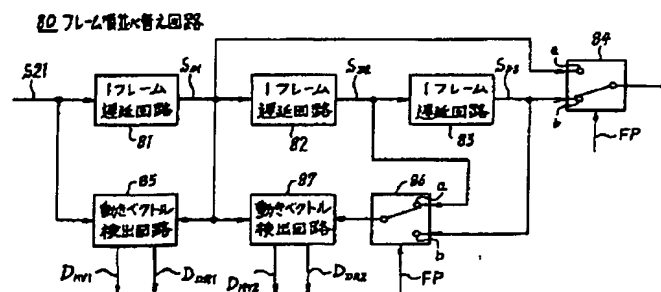 80 フレーム順並べ替え回路
S21
1フレーム
遅延回路
81
SD1
1フレーム
遅延回路
82
SD2
1フレーム
遅延回路
83
SD3
84
a
b
FP
85
動きベクトル
検出回路
DMV1
DDR1
87
動きベクトル
検出回路
DMV2
DDR2
86
a
b
FP